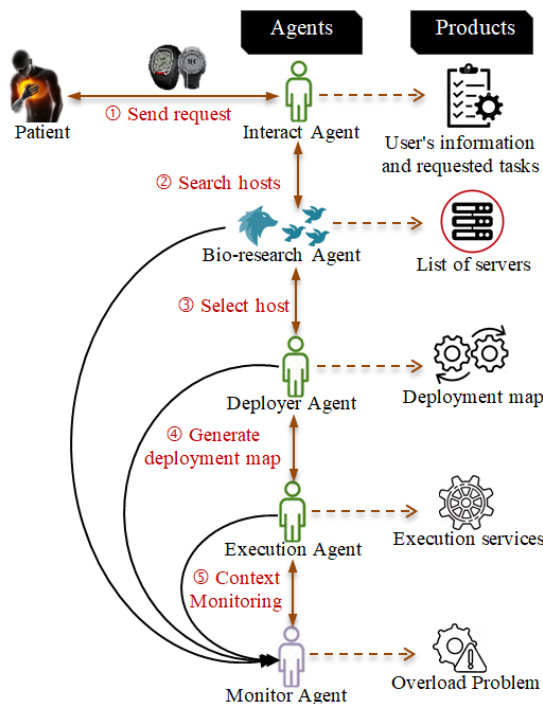 Agents
Products
① Send request
Patient
Interact Agent
User's information
and requested tasks
② Search hosts
Bio-research Agent
List of servers
③ Select host
Deployer Agent
Deployment map
④ Generate
deployment map
Execution Agent
Execution services
⑤ Context
Monitoring
Monitor Agent
Overload Problem